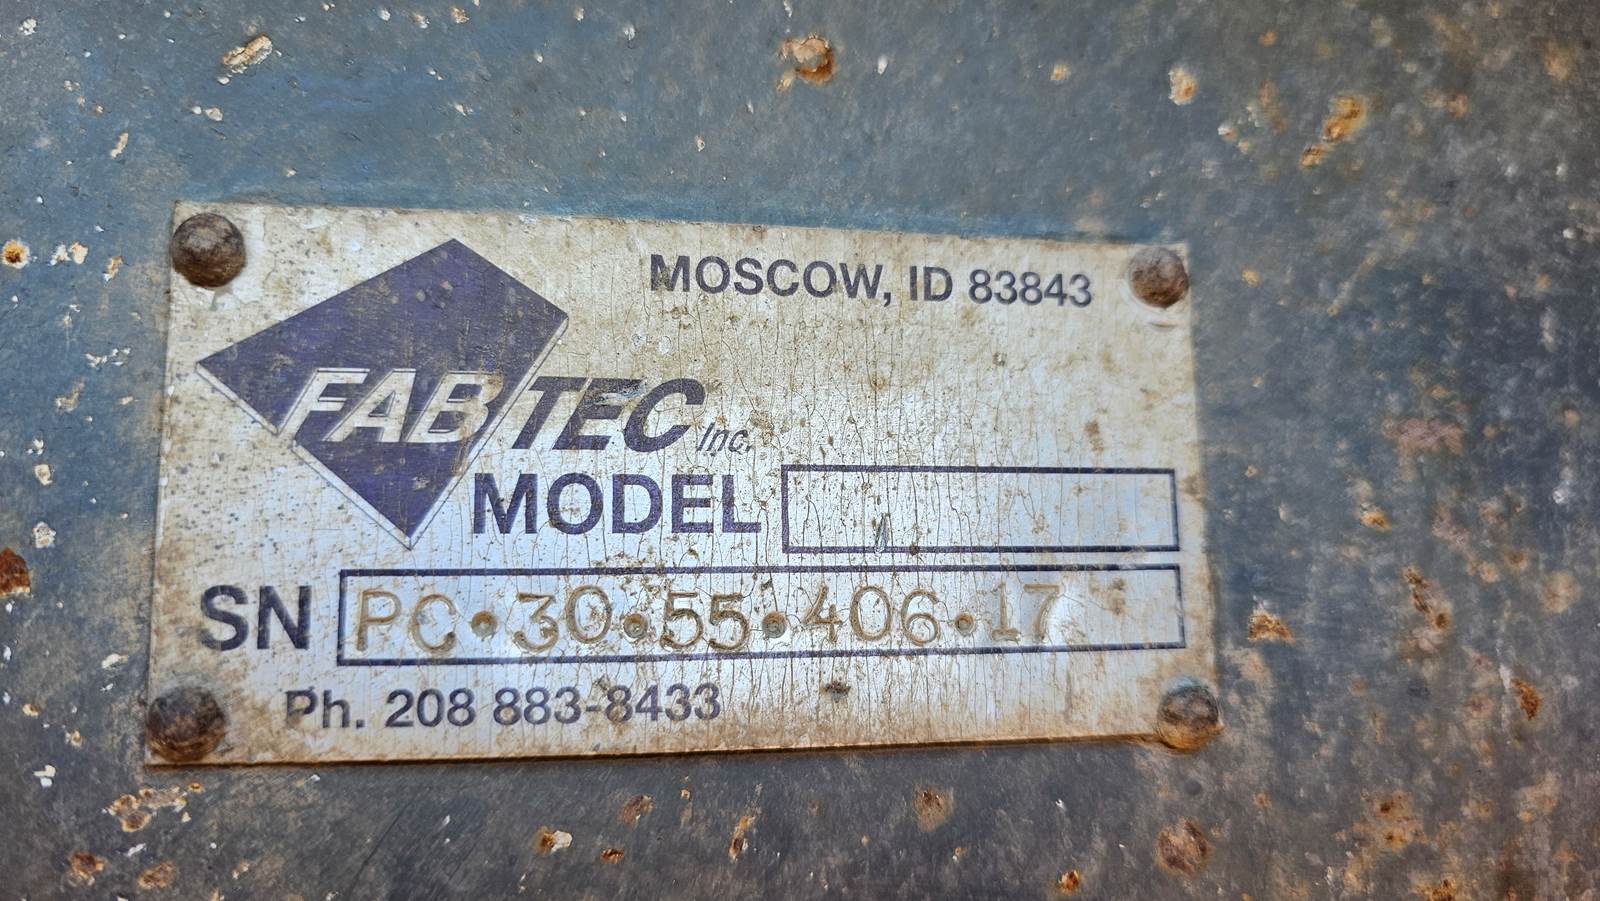 MOSCOW, ID 83843
FAB TEC Inc.
MODEL
SN PC•30•55•406•17
Ph. 208 883-8433